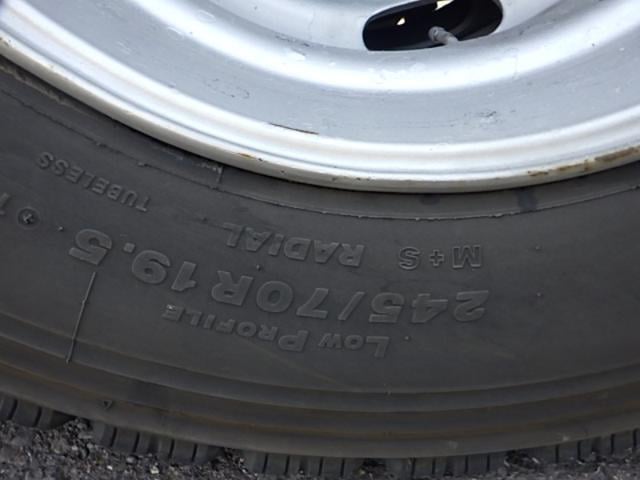 LOW PROFILE
245/70R19.5
M+S RADIAL
TUBELESS